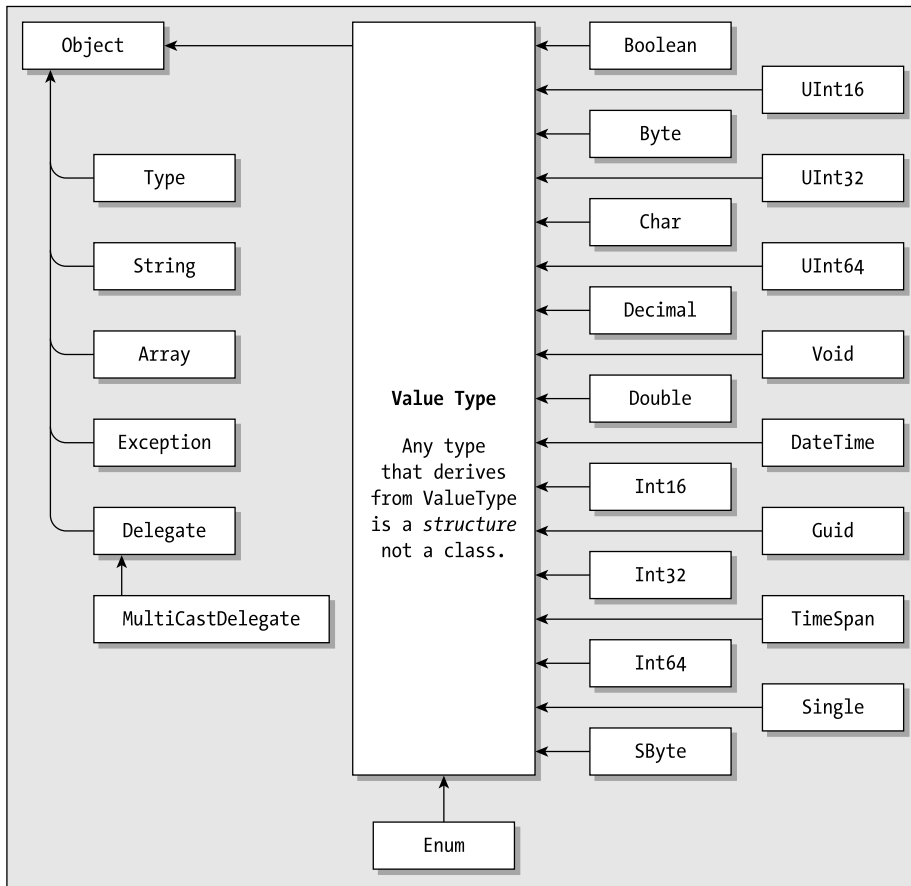 Object
Type
String
Array
Exception
Delegate
MultiCastDelegate
Value Type
Any type
that derives
from ValueType
is a structure
not a class.
Enum
Boolean
UInt16
Byte
UInt32
Char
UInt64
Decimal
Void
Double
DateTime
Int16
Guid
Int32
TimeSpan
Int64
Single
SByte